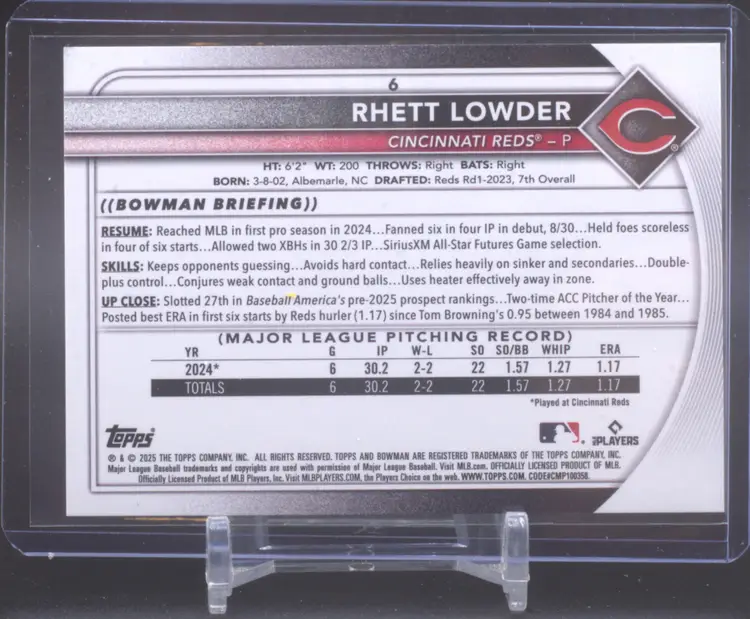 6
RHETT LOWDER
CINCINNATI REDS® – P
C
®
HT: 6'2" WT: 200 THROWS: Right BATS: Right
BORN: 3-8-02, Albemarle, NC DRAFTED: Reds Rd1-2023, 7th Overall
((BOWMAN BRIEFING))
RESUME: Reached MLB in first pro season in 2024...Fanned six in four IP in debut, 8/30...Held foes scoreless
in four of six starts...Allowed two XBHs in 30 2/3 IP...SiriusXM All-Star Futures Game selection.
SKILLS: Keeps opponents guessing...Avoids hard contact...Relies heavily on sinker and secondaries...Double-
plus control...Conjures weak contact and ground balls...Uses heater effectively away in zone.
UP CLOSE: Slotted 27th in Baseball America's pre-2025 prospect rankings...Two-time ACC Pitcher of the Year...
Posted best ERA in first six starts by Reds hurler (1.17) since Tom Browning's 0.95 between 1984 and 1985.
(MAJOR LEAGUE PITCHING RECORD)
YR G IP W-L SO SO/BB WHIP ERA
2024* 6 30.2 2-2 22 1.57 1.27 1.17
TOTALS 6 30.2 2-2 22 1.57 1.27 1.17
*Played at Cincinnati Reds
Topps®
PLAYERS
® & © 2025 THE TOPPS COMPANY, INC. ALL RIGHTS RESERVED. TOPPS AND BOWMAN ARE REGISTERED TRADEMARKS OF THE TOPPS COMPANY, INC.
Major League Baseball trademarks and copyrights are used with permission of Major League Baseball. Visit MLB.com. OFFICIALLY LICENSED PRODUCT OF MLB.
Officially Licensed Product of MLB Players, Inc. Visit MLBPLAYERS.COM, the Players Choice on the web. WWW.TOPPS.COM. CODE#CMP100358.